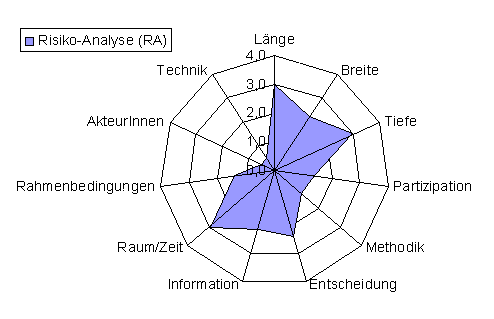 Risiko-Analyse (RA)
Länge
4,0
Technik
Breite
3,0
2,0
AkteurInnen
Tiefe
1,0
0,0
Rahmenbedingungen
Partizipation
Raum/Zeit
Methodik
Information
Entscheidung